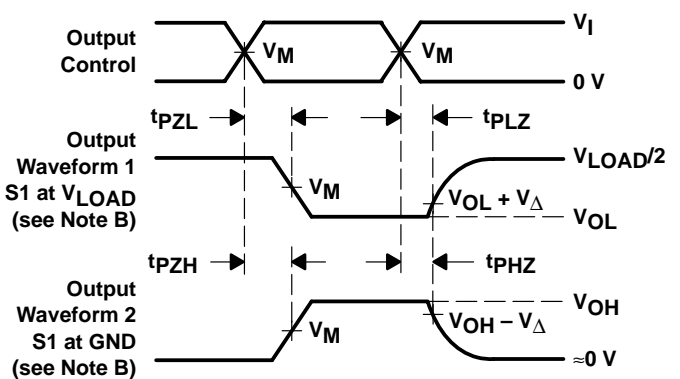 Output
Control
V_M
V_M
V_I
0 V
t_PZL
t_PLZ
Output
Waveform 1
S1 at V_LOAD
(see Note B)
V_M
V_LOAD/2
V_OL + V_Δ
V_OL
t_PZH
t_PHZ
Output
Waveform 2
S1 at GND
(see Note B)
V_M
V_OH
V_OH – V_Δ
≈0 V